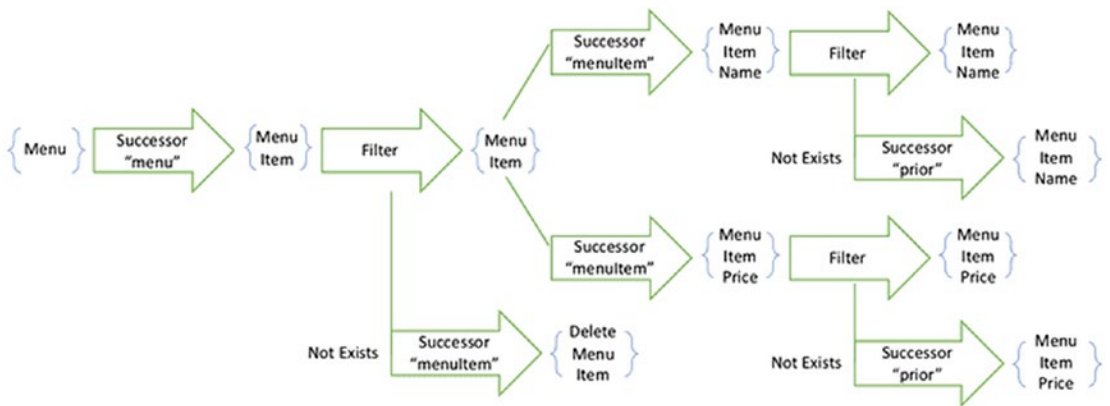 Menu
Successor
"menu"
Menu
Item
Filter
Menu
Item
Successor
"menuItem"
Menu
Item
Name
Filter
Menu
Item
Name
Not Exists
Successor
"prior"
Menu
Item
Name
Successor
"menuItem"
Menu
Item
Price
Filter
Menu
Item
Price
Not Exists
Successor
"prior"
Menu
Item
Price
Not Exists
Successor
"menuItem"
Delete
Menu
Item